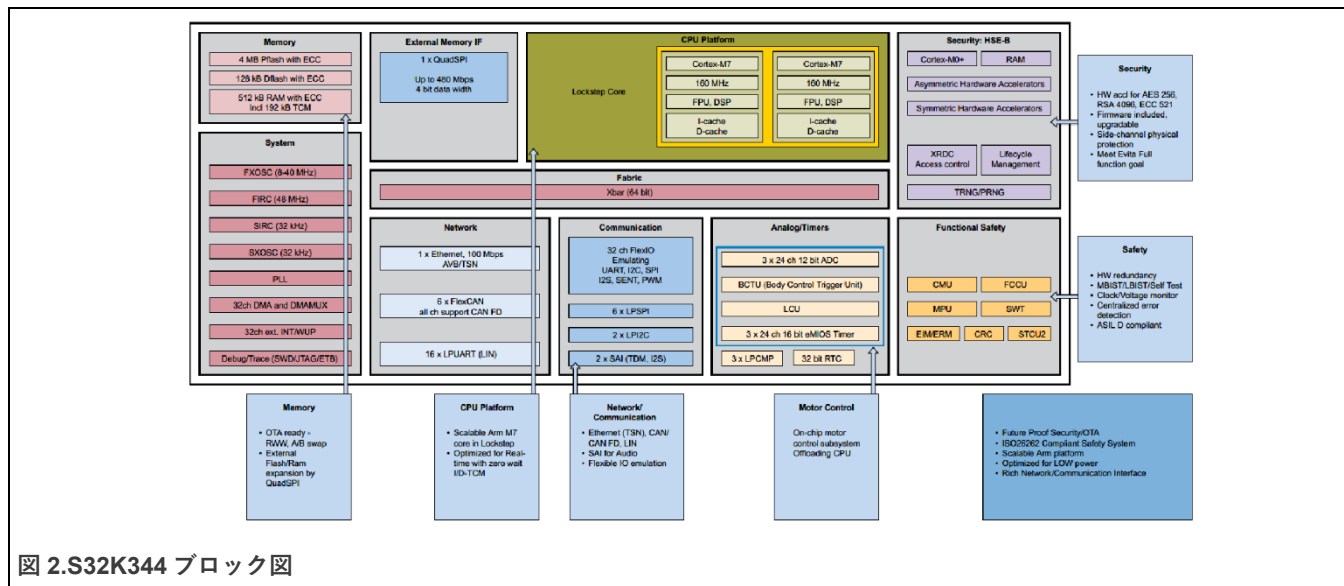 Memory
4 MB Pflash with ECC
128 kB Dflash with ECC
512 kB RAM with ECC
Incl 192 kB TCM
System
FXOSC (8-40 MHz)
FIRC (48 MHz)
SIRC (32 kHz)
SXOSC (32 kHz)
PLL
32ch DMA and DMAMUX
32ch ext. INT/WUP
Debug/Trace (SWD/JTAG/ETB)
External Memory IF
1 x QuadSPI
Up to 480 Mbps
4 bit data width
CPU Platform
Lockstep Core
Cortex-M7
160 MHz
FPU, DSP
I-cache
D-cache
Cortex-M7
160 MHz
FPU, DSP
I-cache
D-cache
Fabric
Xbar (64 bit)
Network
1 x Ethernet, 100 Mbps
AVB/TSN
6 x FlexCAN
all ch support CAN FD
16 x LPUART (LIN)
Communication
32 ch FlexIO
Emulating
UART, I2C, SPI
I2S, SENT, PWM
6 x LPSPI
2 x LPI2C
2 x SAI (TDM, I2S)
Analog/Timers
3 x 24 ch 12 bit ADC
BCTU (Body Control Trigger Unit)
LCU
3 x 24 ch 16 bit eMIOS Timer
3 x LPCMP
32 bit RTC
Security: HSE-B
Cortex-M0+
RAM
Asymmetric Hardware Accelerators
Symmetric Hardware Accelerators
XRDC
Access control
Lifecycle
Management
TRNG/PRNG
Functional Safety
CMU
FCCU
MPU
SWT
EIM/ERM
CRC
STCU2
Security
• HW accl for AES 256,
RSA 4096, ECC 521
• Firmware included,
upgradable
• Side-channel physical
protection
• Meet Evita Full
function goal
Safety
• HW redundancy
• MBIST/LBIST/Self Test
• Clock/Voltage monitor
• Centralized error
detection
• ASIL D compliant
Memory
• OTA ready -
RWW, A/B swap
• External
Flash/Ram
expansion by
QuadSPI
CPU Platform
• Scalable Arm M7
core in Lockstep
• Optimized for Real-
time with zero wait
I/D-TCM
Network/
Communication
• Ethernet (TSN), CAN/
CAN FD, LIN
• SAI for Audio
• Flexible IO emulation
Motor Control
On-chip motor
control subsystem
Offloading CPU
• Future Proof Security/OTA
• ISO26262 Compliant Safety System
• Scalable Arm platform
• Optimized for LOW power
• Rich Network/Communication Interface
図 2.S32K344 ブロック図